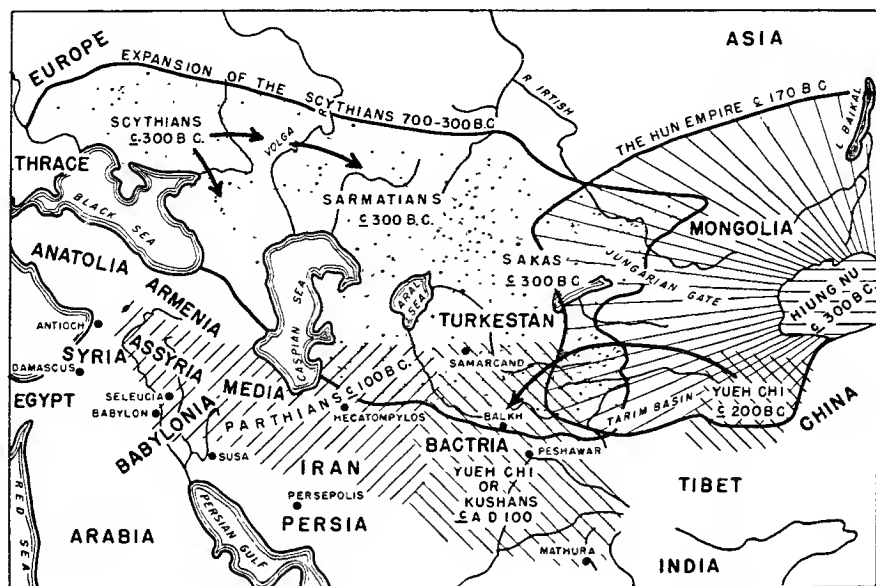 EUROPE
ASIA
EXPANSION OF THE SCYTHIANS 700-300 B.C.
R. IRTISH
THE HUN EMPIRE c 170 B C
L BAIKAL
SCYTHIANS
c.300 B.C.
VOLGA
R
THRACE
BLACK SEA
SARMATIANS
c 300 B.C.
MONGOLIA
SAKAS
c 300 B C
JUNGARIAN GATE
HIUNG NU
c 300 B.C.
ANATOLIA
ARMENIA
CASPIAN SEA
ARAL SEA
TURKESTAN
ANTIOCH
SYRIA
ASSYRIA
DAMASCUS
MEDIA
PARTHIANS c 100 B.C.
SAMARCAND
YUEH CHI
c 200 B C
CHINA
TARIM BASIN
EGYPT
SELEUCIA
BABYLON
BABYLONIA
HECATOMPYLOS
BALKH
BACTRIA
PESHAWAR
SUSA
IRAN
YUEH CHI
OR
KUSHANS
c A D 100
TIBET
PERSEPOLIS
PERSIA
RED SEA
ARABIA
PERSIAN GULF
MATHURA
INDIA